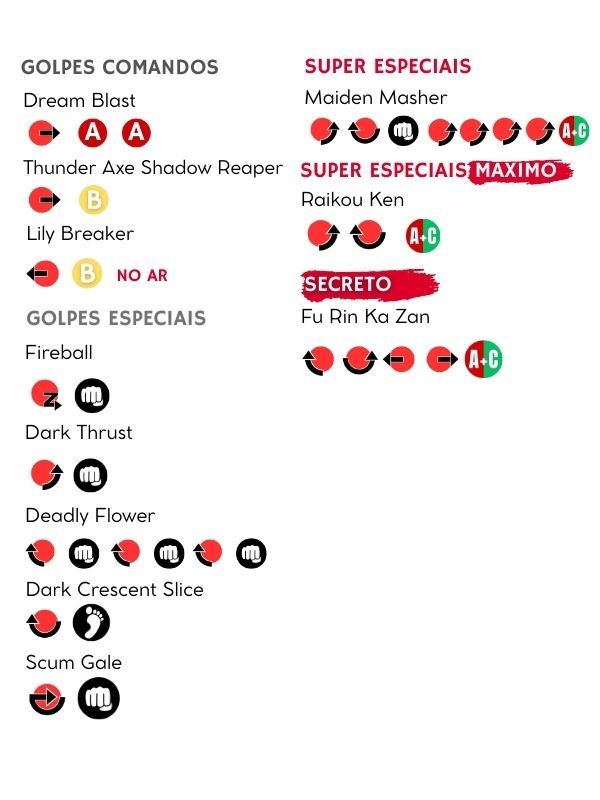 GOLPES COMANDOS
Dream Blast
A A
Thunder Axe Shadow Reaper
B
Lily Breaker
B NO AR
GOLPES ESPECIAIS
Fireball
Z
Dark Thrust
Deadly Flower
Dark Crescent Slice
Scum Gale
SUPER ESPECIAIS
Maiden Masher
A+C
SUPER ESPECIAIS MAXIMO
Raikou Ken
A+C
SECRETO
Fu Rin Ka Zan
A+C